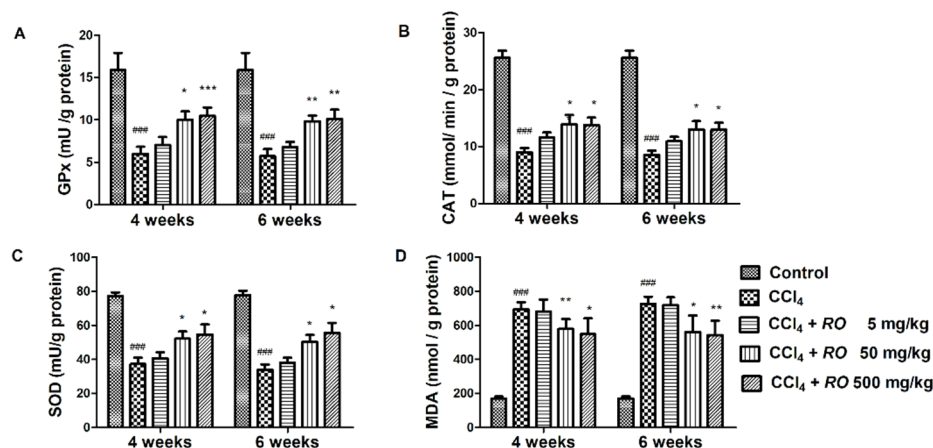 A
GPx (mU /g protein)
20
15
10
5
0
###
*
***
###
**
**
4 weeks
6 weeks
B
CAT (mmol/ min / g protein)
30
20
10
0
###
*
*
###
*
*
4 weeks
6 weeks
C
SOD (mU/g protein)
100
80
60
40
20
0
###
*
*
###
*
*
4 weeks
6 weeks
D
MDA (nmol / g protein)
1000
800
600
400
200
0
###
**
*
###
*
**
4 weeks
6 weeks
Control
CCl₄
CCl₄ + RO 5 mg/kg
CCl₄ + RO 50 mg/kg
CCl₄ + RO 500 mg/kg